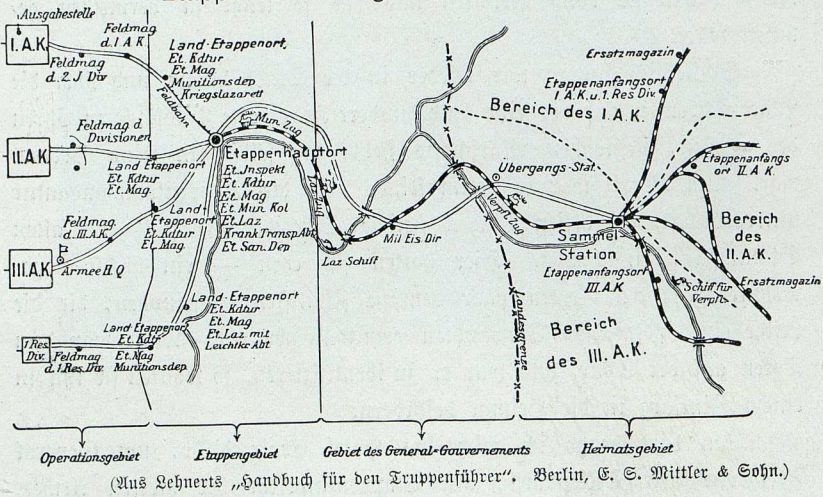 Ausgabestelle
I.A.K.
Feldmag
d. I A K
Feldmag
d. 2 J Div
Land-Etappenort,
Et. Kdtur
Et. Mag
Munitionsdep
Kriegslazarett
Feldbahn
Mun. Zug
II.A.K.
Feldmag d
Divisionen
Land Etappenort
Et Kdtur
Et. Mag.
Etappenhauptort
Et. Jnspekt
Et. Kdtur
Et. Mag
Et. Mun Kol
Et. Laz
Krank Transp. Abt
Et. San. Dep
Laz Zug
Laz Schiff
Mil Eis. Dir
Land-
Etappenort
Et. Kdtur
Et. Mag
Feldmag.
d. III.A.K.
III.A.K
Armee H. Q
Land-Etappenort
Et. Kdtur
Et. Mag
Et. Laz mit
Leichtkr. Abt
Land Etappenort
Et. Kdtr
Et. Mag
Munitionsdep
1 Res
Div.
Feldmag
d. 1. Res. Div
Übergangs-Stat.
Verpfl. Zug
Landesgrenze
Ersatzmagazin
Etappenanfangsort
I A.K. u. 1. Res Div.
Bereich des I.A.K.
Etappenanfangs
ort II. A K.
Bereich
des
II. A.K.
Sammel-
Station
Etappenanfangsort
III. A.K
Schiff für
Verpfl.
Ersatzmagazin
Bereich
des III. A.K.
Operationsgebiet
Etappengebiet
Gebiet des General-Gouvernements
Heimatsgebiet
(Aus Lehnerts „Handbuch für den Truppenführer“. Berlin, E. S. Mittler & Sohn.)